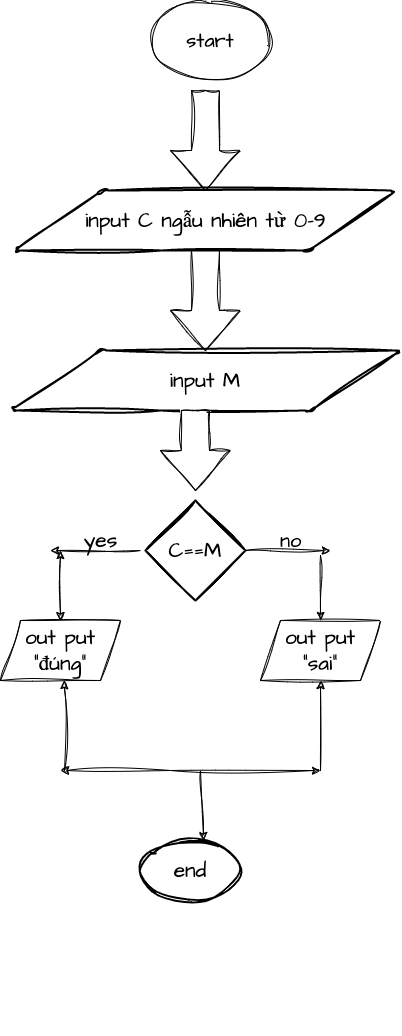 start
input C ngẫu nhiên từ 0-9
input M
yes
C==M
no
out put
"đúng"
out put
"sai"
end